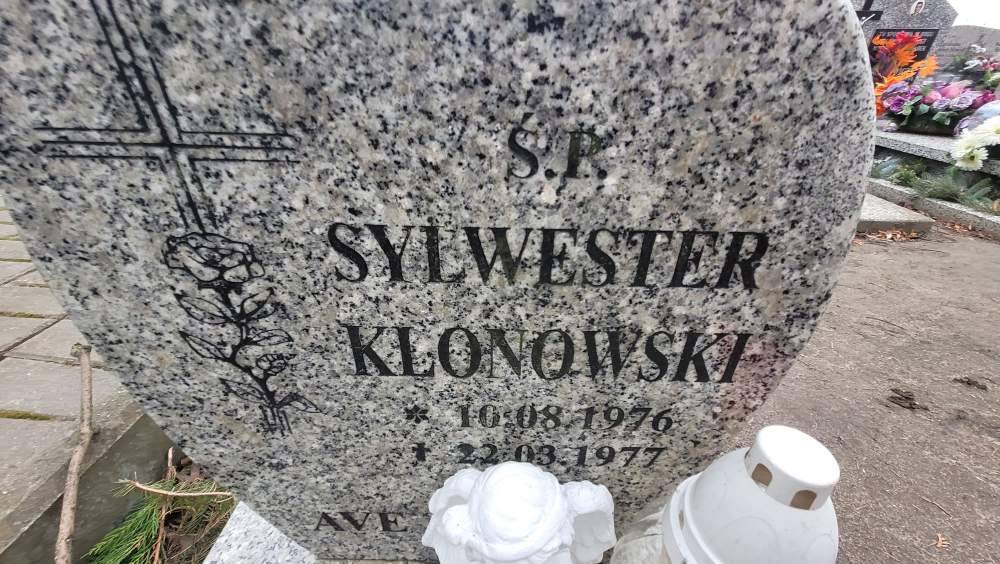 Ś.P.
SYLWESTER
KLONOWSKI
* 10.08.1976
† 22.03.1977
AVE